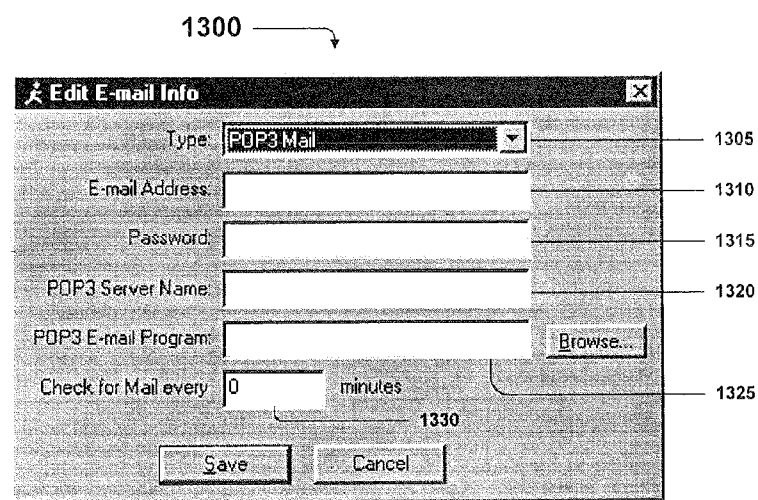 1300
Edit E-mail Info
Type: POP3 Mail 1305
E-mail Address: 1310
Password: 1315
POP3 Server Name: 1320
POP3 E-mail Program: Browse...
1325
Check for Mail every 0 minutes
1330
Save Cancel